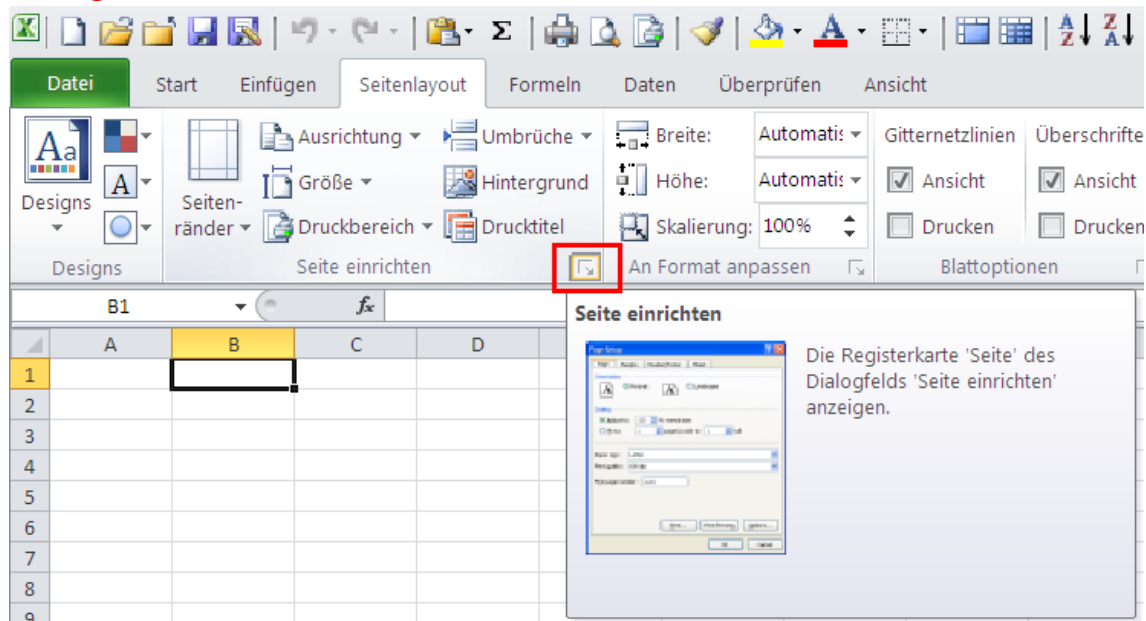 Datei Start Einfügen Seitenlayout Formeln Daten Überprüfen Ansicht
Aa Ausrichtung Umbrüche Breite: Automatis Gitternetzlinien Überschrifte
A Größe Hintergrund Höhe: Automatis Ansicht Ansicht
Designs Seiten-
ränder Druckbereich Drucktitel Skalierung: 100% Drucken Drucken
Designs Seite einrichten An Format anpassen Blattoptionen
B1 fx
Seite einrichten
A B C D
Die Registerkarte 'Seite' des
Dialogfelds 'Seite einrichten'
anzeigen.
1
2
3
4
5
6
7
8
9